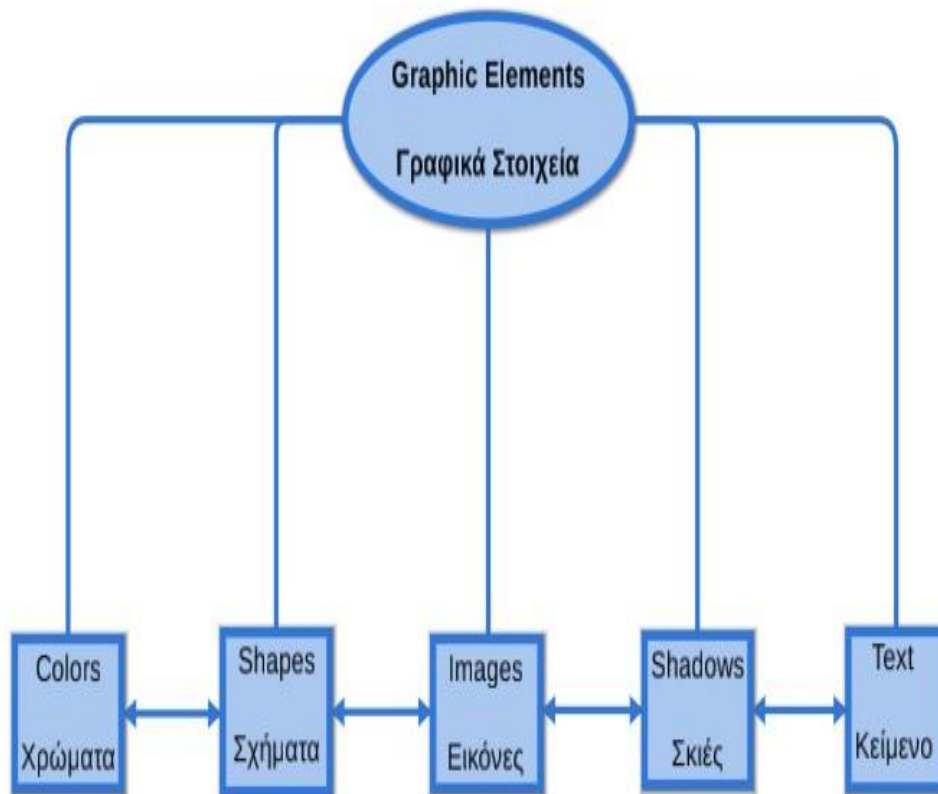 Graphic Elements
Γραφικά Στοιχεία
Colors
Χρώματα
Shapes
Σχήματα
Images
Εικόνες
Shadows
Σκιές
Text
Κείμενο